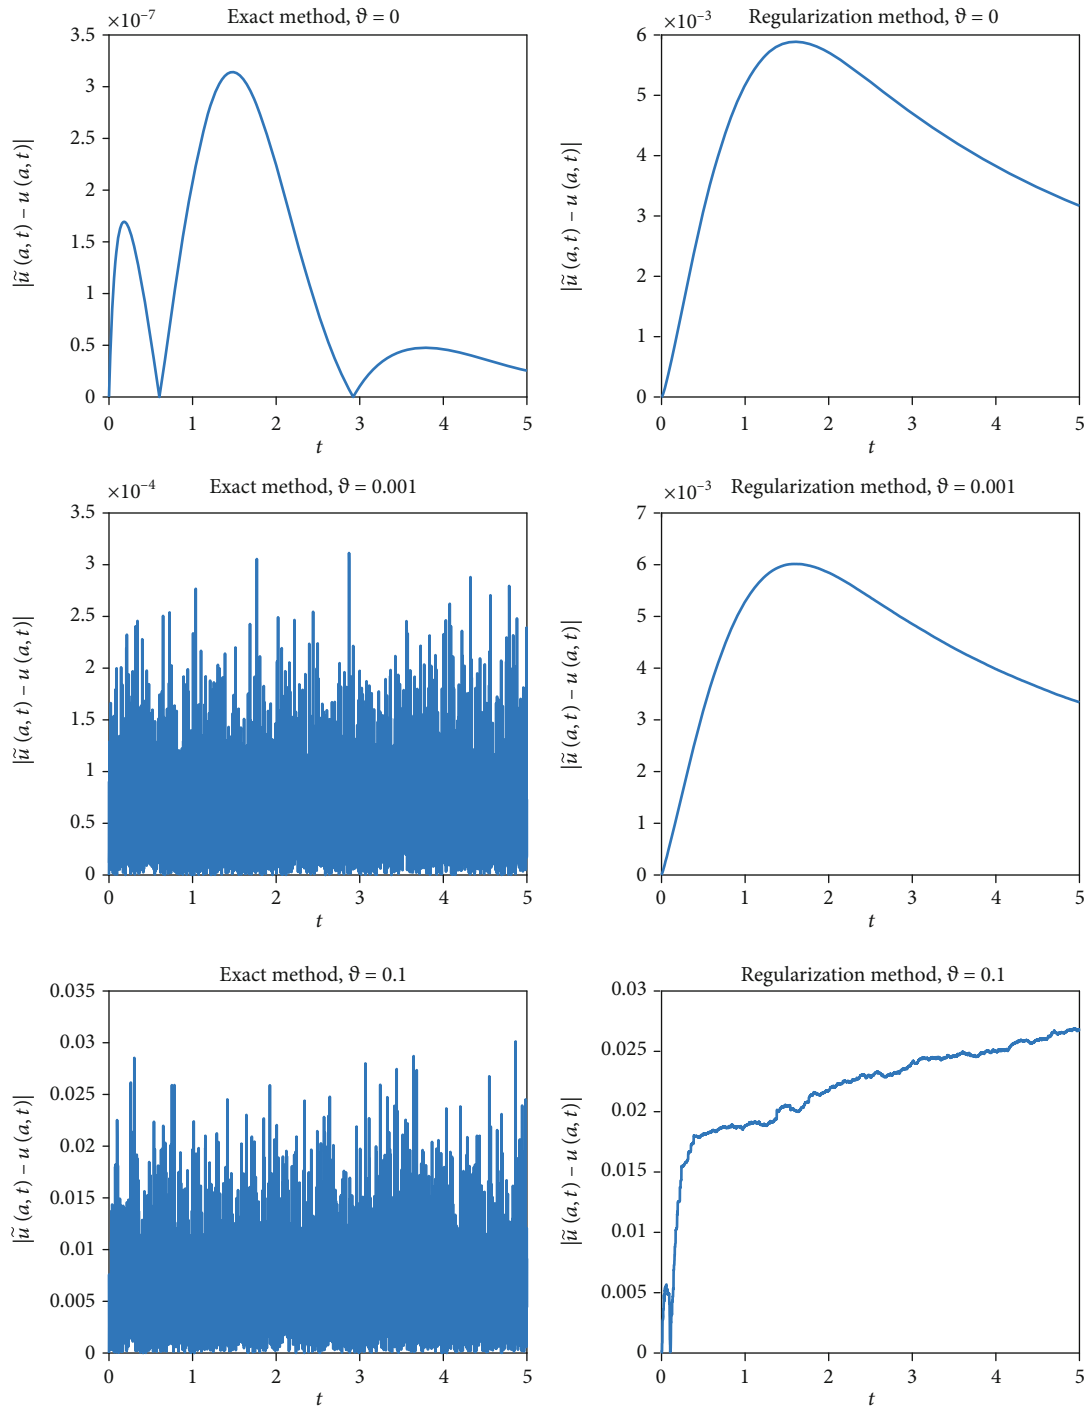 Exact method, ϑ = 0
×10⁻⁷
3.5
3
2.5
2
1.5
1
0.5
0
0 1 2 3 4 5
t
|ũ (a, t) – u (a, t)|
Regularization method, ϑ = 0
×10⁻³
6
5
4
3
2
1
0
0 1 2 3 4 5
t
|ũ (a, t) – u (a, t)|
Exact method, ϑ = 0.001
×10⁻⁴
3.5
3
2.5
2
1.5
1
0.5
0
0 1 2 3 4 5
t
|ũ (a, t) – u (a, t)|
Regularization method, ϑ = 0.001
×10⁻³
7
6
5
4
3
2
1
0
0 1 2 3 4 5
t
|ũ (a, t) – u (a, t)|
Exact method, ϑ = 0.1
0.035
0.03
0.025
0.02
0.015
0.01
0.005
0
0 1 2 3 4 5
t
|ũ (a, t) – u (a, t)|
Regularization method, ϑ = 0.1
0.03
0.025
0.02
0.015
0.01
0.005
0
0 1 2 3 4 5
t
|ũ (a, t) – u (a, t)|